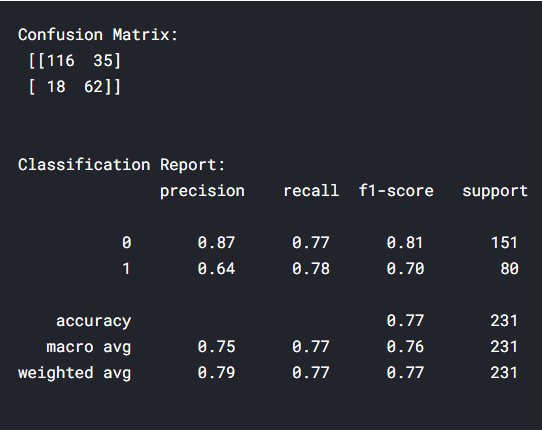 Confusion Matrix:
[[116 35]
[ 18 62]]
Classification Report:
precision recall f1-score support
0 0.87 0.77 0.81 151
1 0.64 0.78 0.70 80
accuracy 0.77 231
macro avg 0.75 0.77 0.76 231
weighted avg 0.79 0.77 0.77 231